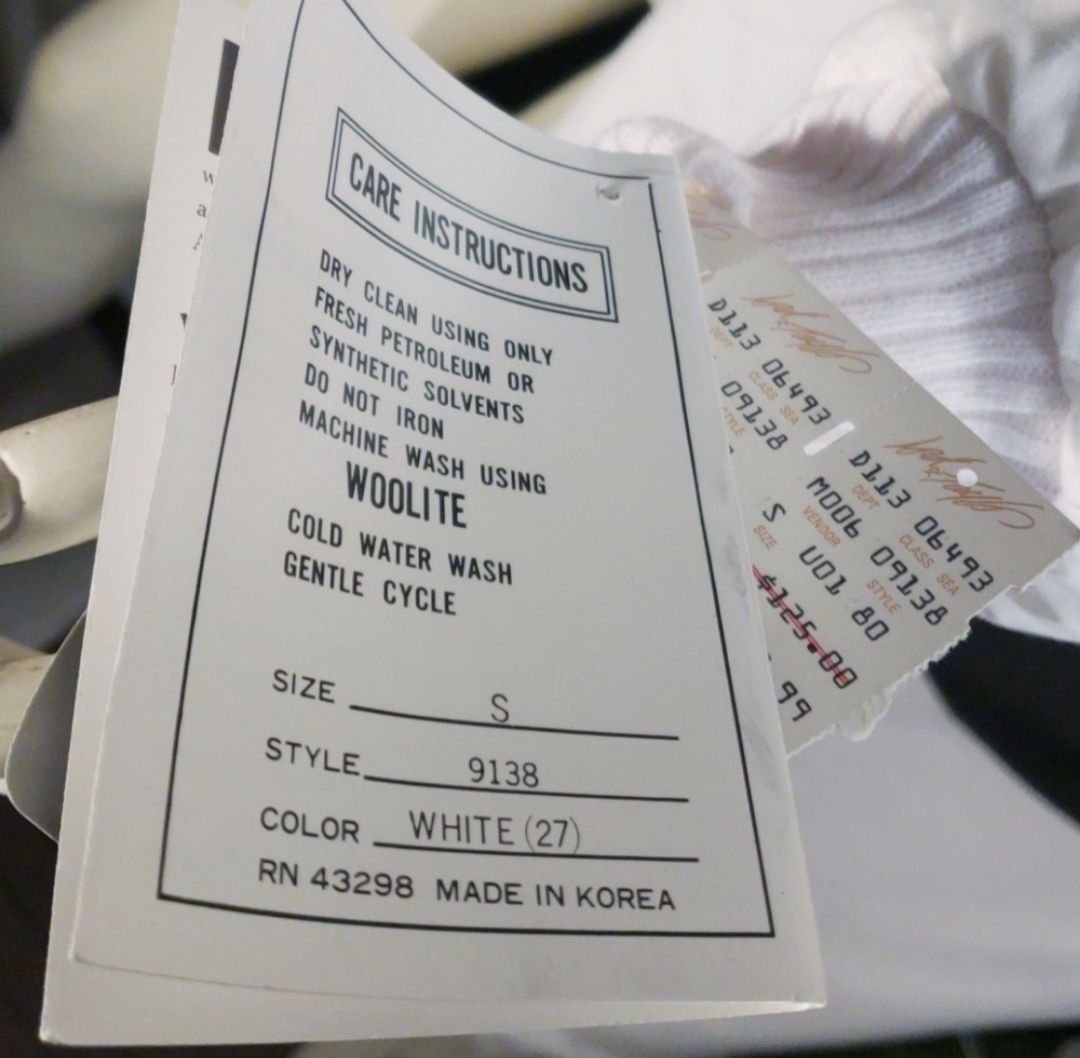 CARE INSTRUCTIONS
DRY CLEAN USING ONLY
FRESH PETROLEUM OR
SYNTHETIC SOLVENTS
DO NOT IRON
MACHINE WASH USING
WOOLITE
COLD WATER WASH
GENTLE CYCLE
SIZE S
STYLE 9138
COLOR WHITE (27)
RN 43298 MADE IN KOREA
D113 06493
DEPT CLASS SEA
09138
STYLE
S
SIZE
Lord & Taylor
D113 06493
DEPT CLASS SEA
M006 09138
VENDOR STYLE
U01 80
$125.00
99